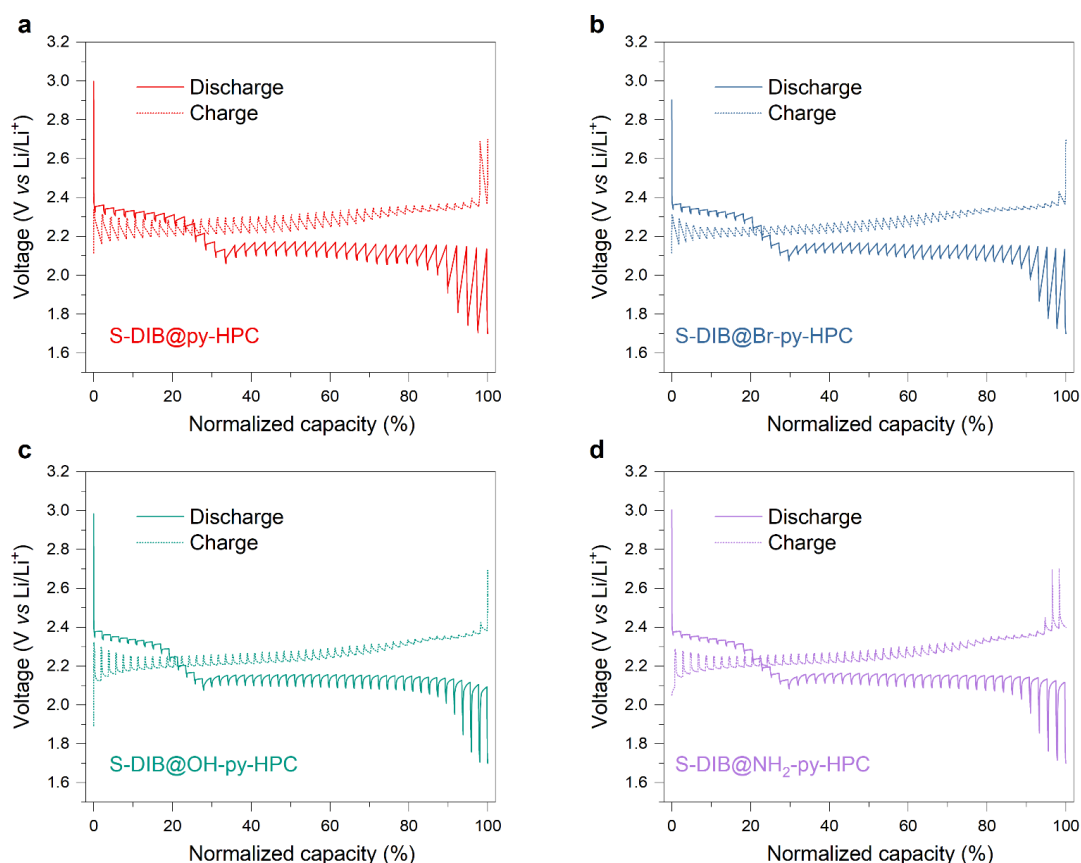 a
3.2
3.0
2.8
2.6
2.4
2.2
2.0
1.8
1.6
Voltage (V vs Li/Li⁺)
Discharge
Charge
S-DIB@py-HPC
0 20 40 60 80 100
Normalized capacity (%)
b
3.2
3.0
2.8
2.6
2.4
2.2
2.0
1.8
1.6
Voltage (V vs Li/Li⁺)
Discharge
Charge
S-DIB@Br-py-HPC
0 20 40 60 80 100
Normalized capacity (%)
c
3.2
3.0
2.8
2.6
2.4
2.2
2.0
1.8
1.6
Voltage (V vs Li/Li⁺)
Discharge
Charge
S-DIB@OH-py-HPC
0 20 40 60 80 100
Normalized capacity (%)
d
3.2
3.0
2.8
2.6
2.4
2.2
2.0
1.8
1.6
Voltage (V vs Li/Li⁺)
Discharge
Charge
S-DIB@NH₂-py-HPC
0 20 40 60 80 100
Normalized capacity (%)